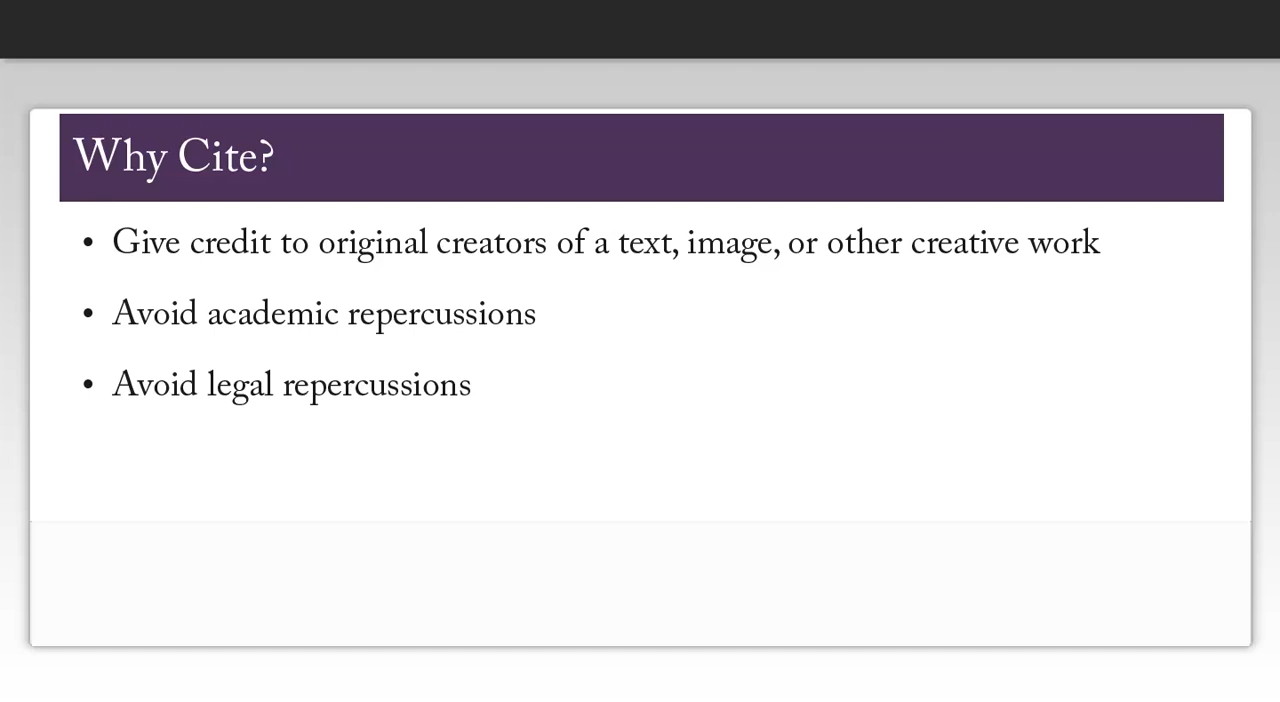 Why Cite?
• Give credit to original creators of a text, image, or other creative work
• Avoid academic repercussions
• Avoid legal repercussions